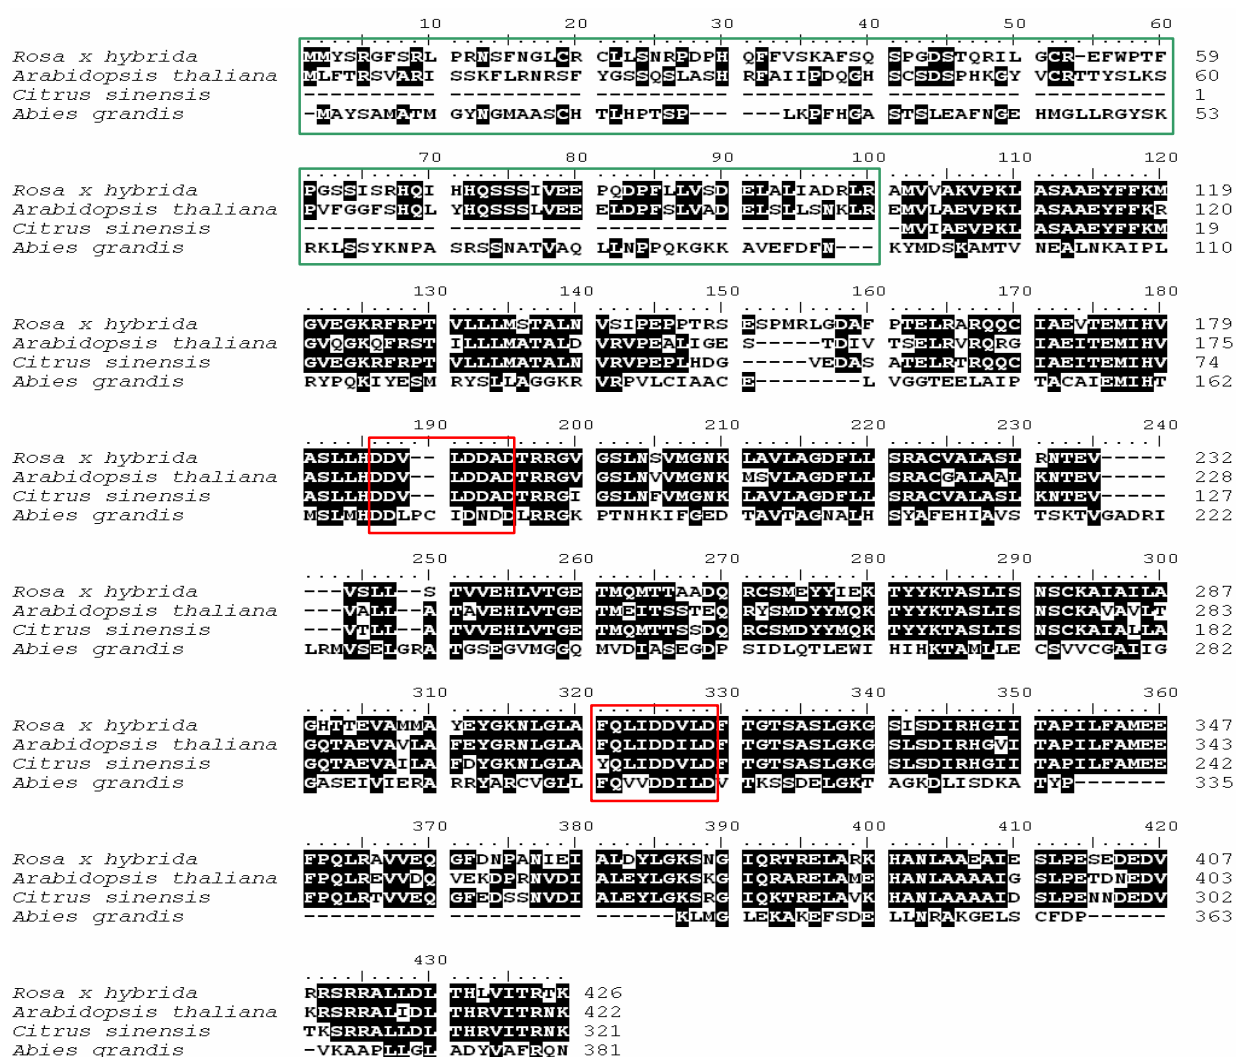 10 20 30 40 50 60
Rosa x hybrida MMYSRGFSRL PRNSFNGLCR CLLSNRPDPH QFFVSKAFSQ SPGDSTQRIL GCR-EFWPTF 59
Arabidopsis thaliana MLFTRSVARI SSKFLRNRSF YGSSQSLASH RFAIIPDQGH SCSDSPHKGY VCRTTYSLKS 60
Citrus sinensis ---------- ---------- ---------- ---------- ---------- ---------- 1
Abies grandis -MAYSAMATM GYNGMAASCH TLHPTSP--- ---LKPFHGA STSLEAFNGE HMGLLRGYSK 53
70 80 90 100 110 120
Rosa x hybrida PGSSISRHQI HHQSSSIVEE PQDPFLLVSD ELALIADRLR AMVVAKVPKL ASAAEYFFKM 119
Arabidopsis thaliana PVFGGFSHQL YHQSSSLVEE ELDPFSLVAD ELSLLSNKLR EMVLAEVPKL ASAAEYFFKR 120
Citrus sinensis ---------- ---------- ---------- ---------- -MVIAEVPKL ASAAEYFFKM 19
Abies grandis RKLSSYKNPA SRSSNATVAQ LLNPPQKGKK AVEFDFN--- KYMDSKAMTV NEALNKAIPL 110
130 140 150 160 170 180
Rosa x hybrida GVEGKRFRPT VLLLMSTALN VSIPEPPTRS ESPMRLGDAF PTELRARQQC IAEVTEMIHV 179
Arabidopsis thaliana GVQGKQFRST ILLLMATALD VRVPEALIGE S-----TDIV TSELRVRQRG IAEITEMIHV 175
Citrus sinensis GVEGKRFRPT VLLLMATALN VRVPEPLHDG -----VEDAS ATELRTRQQC IAEITEMIHV 74
Abies grandis RYPQKIYESM RYSLLAGGKR VRPVLCIAAC E-------L VGGTEELAIP TACAIEMIHT 162
190 200 210 220 230 240
Rosa x hybrida ASLLHDDV-- LDDADTRRGV GSLNSVMGNK LAVLAGDFLL SRACVALASL RNTEV----- 232
Arabidopsis thaliana ASLLHDDV-- LDDADTRRGV GSLNVVMGNK MSVLAGDFLL SRACGALAAL KNTEV----- 228
Citrus sinensis ASLLHDDV-- LDDADTRRGI GSLNFVMGNK LAVLAGDFLL SRACVALASL KNTEV----- 127
Abies grandis MSLMHDDLPC IDNDDLRRGK PTNHKIFGED TAVTAGNALH SYAFEHIAVS TSKTVGADRI 222
250 260 270 280 290 300
Rosa x hybrida ---VSLL--S TVVEHLVTGE TMQMTTAADQ RCSMEYYIEK TYYKTASLIS NSCKAIAILA 287
Arabidopsis thaliana ---VALL--A TAVEHLVTGE TMEITSSTEQ RYSMDYYMQK TYYKTASLIS NSCKAVAVLT 283
Citrus sinensis ---VTLL--A TVVEHLVTGE TMQMTTSSDQ RCSMDYYMQK TYYKTASLIS NSCKAIALLA 182
Abies grandis LRMVSELGRA TGSEGVMGGQ MVDIASEGDP SIDLQTLEWI HIHKTAMLLE CSVVCGAIIG 282
310 320 330 340 350 360
Rosa x hybrida GHTTEVAMMA YEYGKNLGLA FQLIDDVLDF TGTSASLGKG SISDIRHGII TAPILFAMEE 347
Arabidopsis thaliana GQTAEVAVLA FEYGRNLGLA FQLIDDILDF TGTSASLGKG SLSDIRHGVI TAPILFAMEE 343
Citrus sinensis GQTAEVAILA FDYGKNLGLA YQLIDDVLDF TGTSASLGKG SLSDIRHGII TAPILFAMEE 242
Abies grandis GASEIVIERA RRYARCVGLL FQVVDDILDV TKSSDELGKT AGKDLISDKA TYP------- 335
370 380 390 400 410 420
Rosa x hybrida FPQLRAVVEQ GFDNPANIEI ALDYLGKSNG IQRTRELARK HANLAAEAIE SLPESEDEDV 407
Arabidopsis thaliana FPQLREVVDQ VEKDPRNVDI ALEYLGKSKG IQRARELAME HANLAAAAIG SLPETDNEDV 403
Citrus sinensis FPQLRTVVEQ GFEDSSNVDI ALEYLGKSRG IQKTRELAVK HANLAAAAID SLPENNDEDV 302
Abies grandis ---------- ---------- ------KLMG LEKAKEFSDE LLNRAKGELS CFDP------ 363
430
Rosa x hybrida RRSRRALLDL THLVITRTK 426
Arabidopsis thaliana KRSRRALIDL THRVITRNK 422
Citrus sinensis TKSRRALLDL THRVITRNK 321
Abies grandis -VKAAPLLGL ADYVAFRQN 381